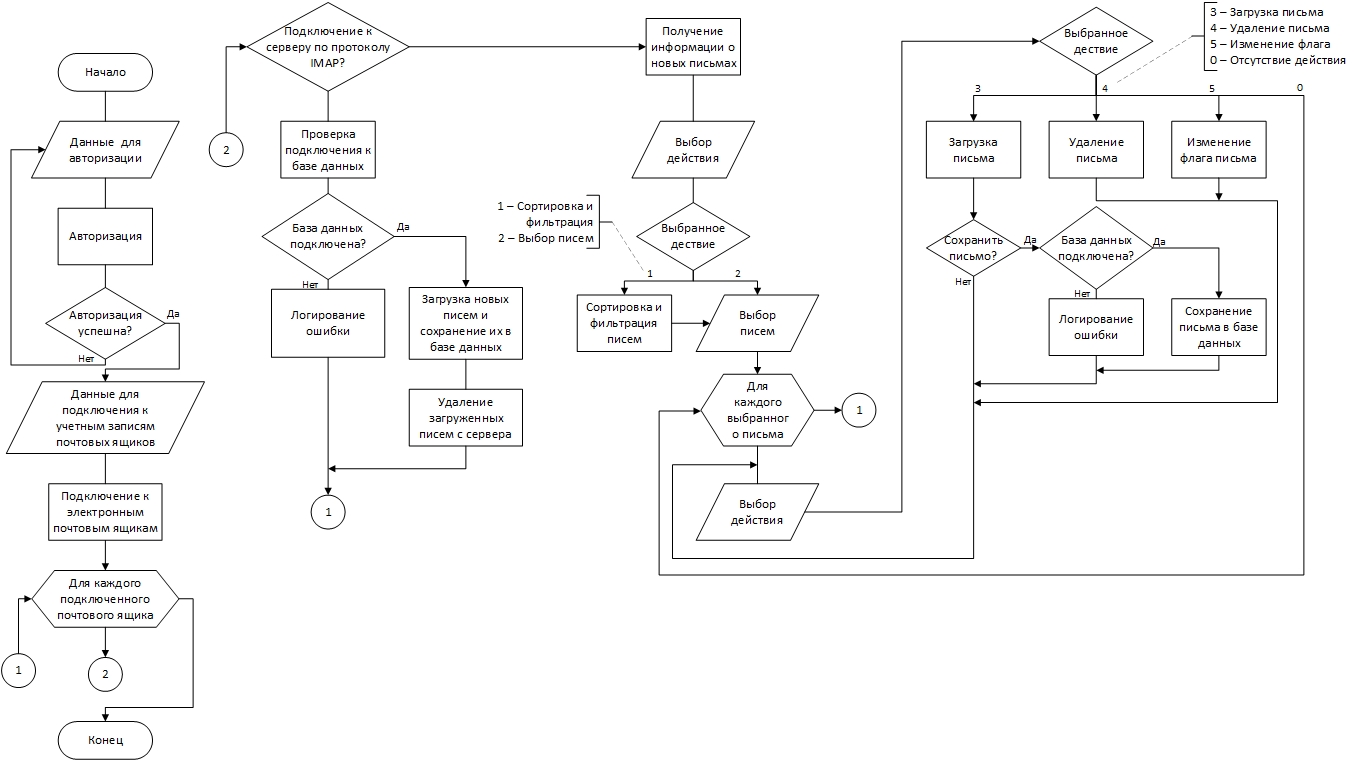 Начало
Данные для
авторизации
Авторизация
Авторизация
успешна?
Да
Нет
Данные для
подключения к
учетным записям
почтовых ящиков
Подключение к
электронным
почтовым ящикам
Для каждого
подключенного
почтового ящика
1
2
Конец
2
Подключение к
серверу по протоколу
IMAP?
Проверка
подключения к
базе данных
База данных
подключена?
Да
Нет
Логирование
ошибки
Загрузка новых
писем и
сохранение их в
базе данных
Удаление
загруженных
писем с сервера
1
Получение
информации о
новых письмах
Выбор
действия
1 – Сортировка и
фильтрация
2 – Выбор писем
Выбранное
дествие
1
2
Сортировка и
фильтрация
писем
Выбор
писем
Для
каждого
выбранног
о письма
1
Выбор
действия
Выбранное
дествие
3 – Загрузка письма
4 – Удаление письма
5 – Изменение флага
0 – Отсутствие действия
3
4
5
0
Загрузка
письма
Удаление
письма
Изменение
флага письма
Сохранить
письмо?
Да
Нет
База данных
подключена?
Да
Нет
Логирование
ошибки
Сохранение
письма в базе
данных